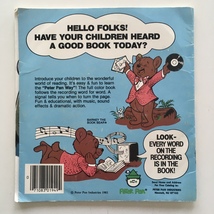 HELLO FOLKS!
HAVE YOUR CHILDREN HEARD
A GOOD BOOK TODAY?
Introduce your children to the wonderful
world of reading. It's easy & fun to learn
the "Peter Pan Way"! The full color book
follows the recording word for word. A
signal tells when to turn the page.
Fun & educational, with music, sound
effects & dramatic action.
BARNEY THE
BOOK BEAR®
LOOK-
EVERY WORD
ON THE
RECORDING
IS IN THE
BOOK!
Peter Pan